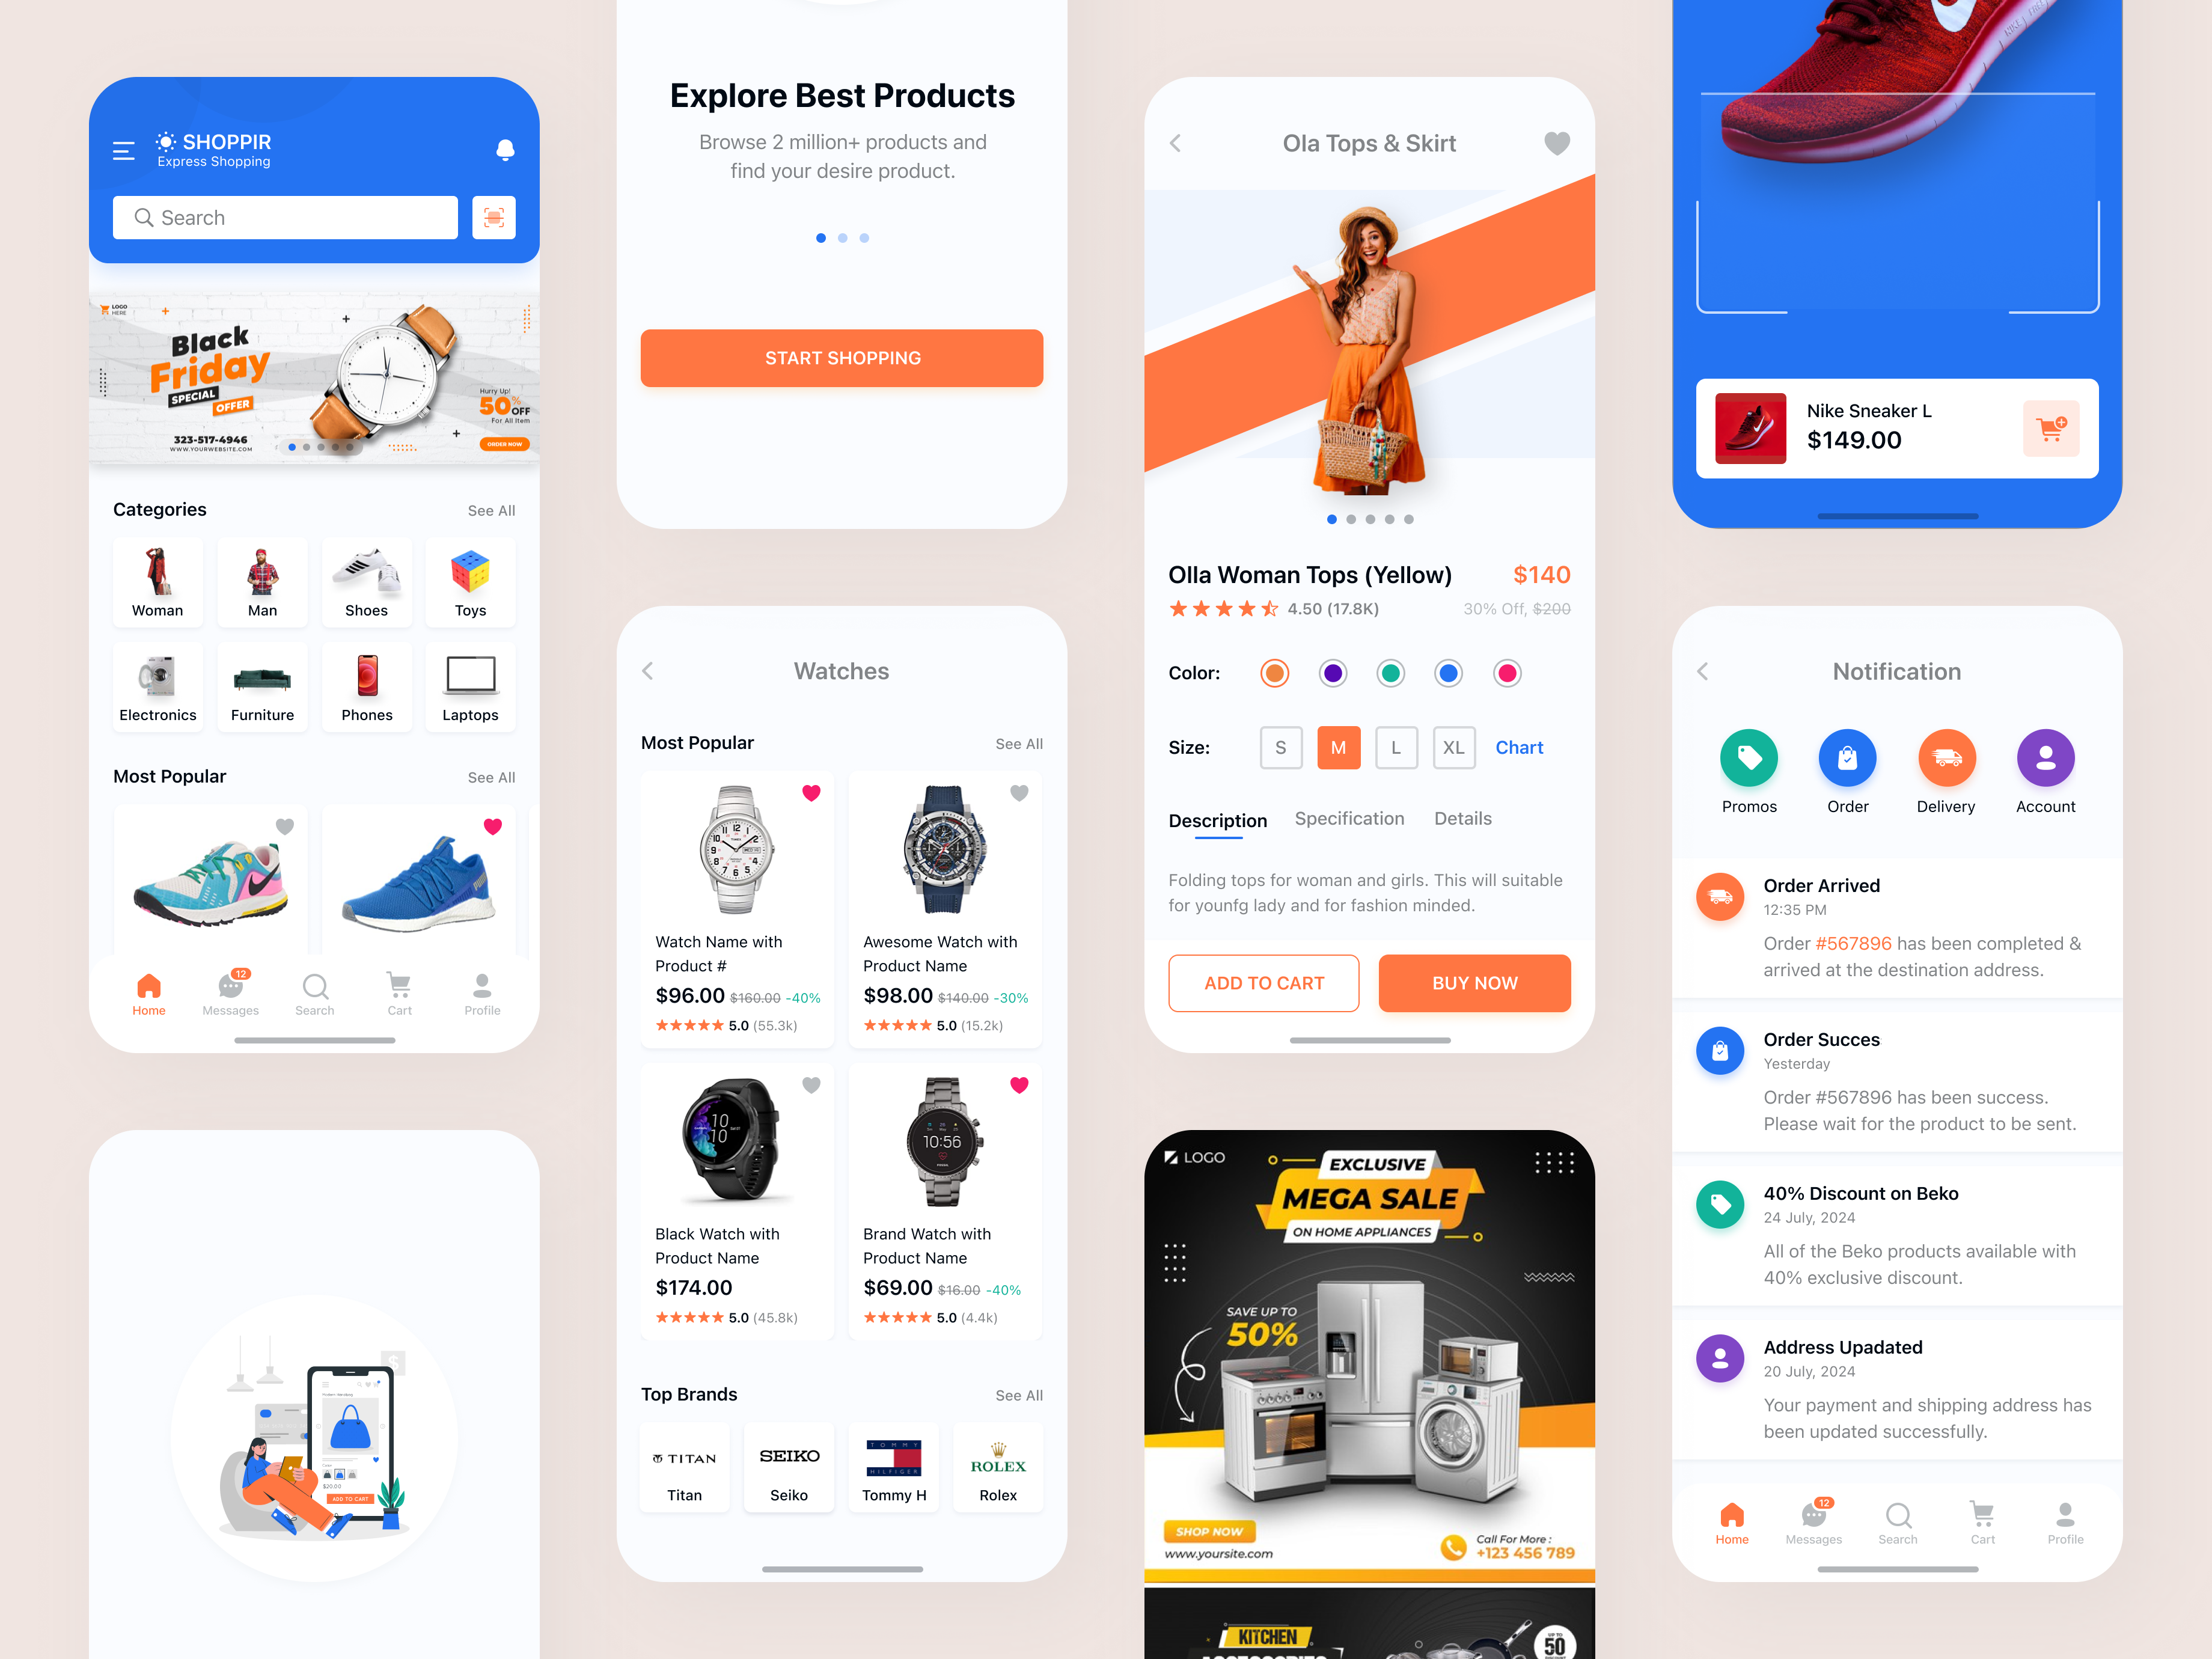 SHOPPIR
Express Shopping
Search
LOGO
HERE
Black
Friday
SPECIAL
OFFER
323-517-4946
WWW.YOURWEBSITE.COM
Hurry Up!
50% OFF
For All Item
ORDER NOW
Categories
See All
Woman
Man
Shoes
Toys
Electronics
Furniture
Phones
Laptops
Most Popular
See All
12
Home
Messages
Search
Cart
Profile
$
$20.00
ADD TO CART
Explore Best Products
Browse 2 million+ products and
find your desire product.
START SHOPPING
Watches
Most Popular
See All
Watch Name with
Product #
$96.00 $160.00 -40%
5.0 (55.3k)
Awesome Watch with
Product Name
$98.00 $140.00 -30%
5.0 (15.2k)
10
10
Black Watch with
Product Name
$174.00
5.0 (45.8k)
10:56
Brand Watch with
Product Name
$69.00 $16.00 -40%
5.0 (4.4k)
Top Brands
See All
TITAN
Titan
SEIKO
Seiko
TOMMY
HILFIGER
Tommy H
ROLEX
Rolex
Ola Tops & Skirt
Olla Woman Tops (Yellow)
$140
4.50 (17.8K)
30% Off, $200
Color:
Size:
S
M
L
XL
Chart
Description
Specification
Details
Folding tops for woman and girls. This will suitable
for younfg lady and for fashion minded.
ADD TO CART
BUY NOW
LOGO
EXCLUSIVE
MEGA SALE
ON HOME APPLIANCES
SAVE UP TO
50%
SHOP NOW
www.yoursite.com
Call For More :
+123 456 789
KITCHEN
UP TO
50
Nike Sneaker L
$149.00
Notification
Promos
Order
Delivery
Account
Order Arrived
12:35 PM
Order #567896 has been completed &
arrived at the destination address.
Order Succes
Yesterday
Order #567896 has been success.
Please wait for the product to be sent.
40% Discount on Beko
24 July, 2024
All of the Beko products available with
40% exclusive discount.
Address Upadated
20 July, 2024
Your payment and shipping address has
been updated successfully.
12
Home
Messages
Search
Cart
Profile